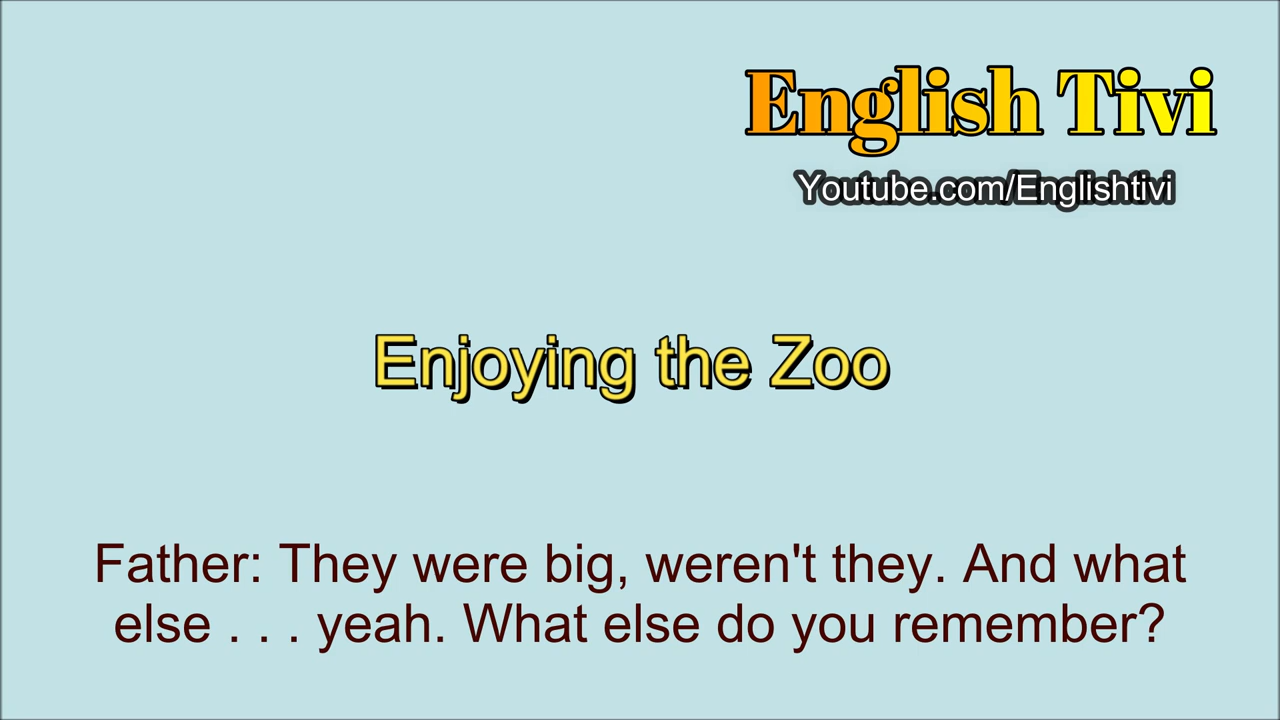 English Tivi
Youtube.com/Englishtivi
Enjoying the Zoo
Father: They were big, weren't they. And what
else . . . yeah. What else do you remember?